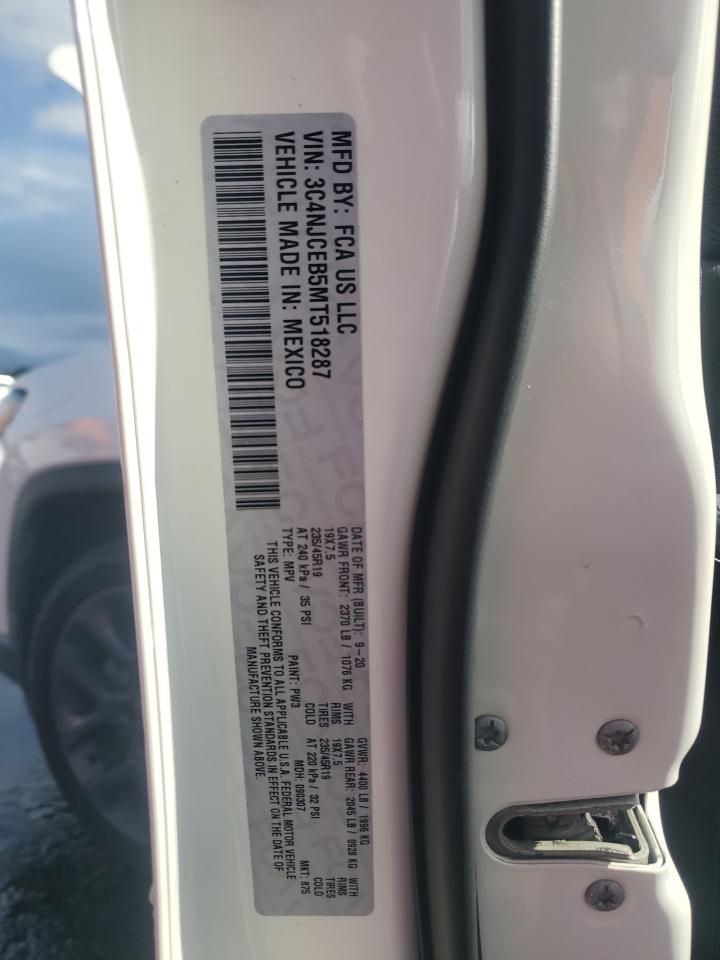 MFD BY: FCA US LLC
VIN: 3C4NJCEB5MT518287
VEHICLE MADE IN: MEXICO
DATE OF MFR (BUILT): 9-20 GVWR: 4400 LB / 1996 KG
GAWR FRONT: 2370 LB / 1076 KG WITH GAWR REAR: 2045 LB / 0928 KG WITH
19X7.5 RIMS 19X7.5 RIMS
235/45R19 TIRES 235/45R19 TIRES
AT 240 kPa / 35 PSI COLD AT 220 kPa / 32 PSI COLD
TYPE: MPV PAINT: PW3 MDH: 090307 MKT: 875
THIS VEHICLE CONFORMS TO ALL APPLICABLE U.S.A. FEDERAL MOTOR VEHICLE
SAFETY AND THEFT PREVENTION STANDARDS IN EFFECT ON THE DATE OF
MANUFACTURE SHOWN ABOVE.